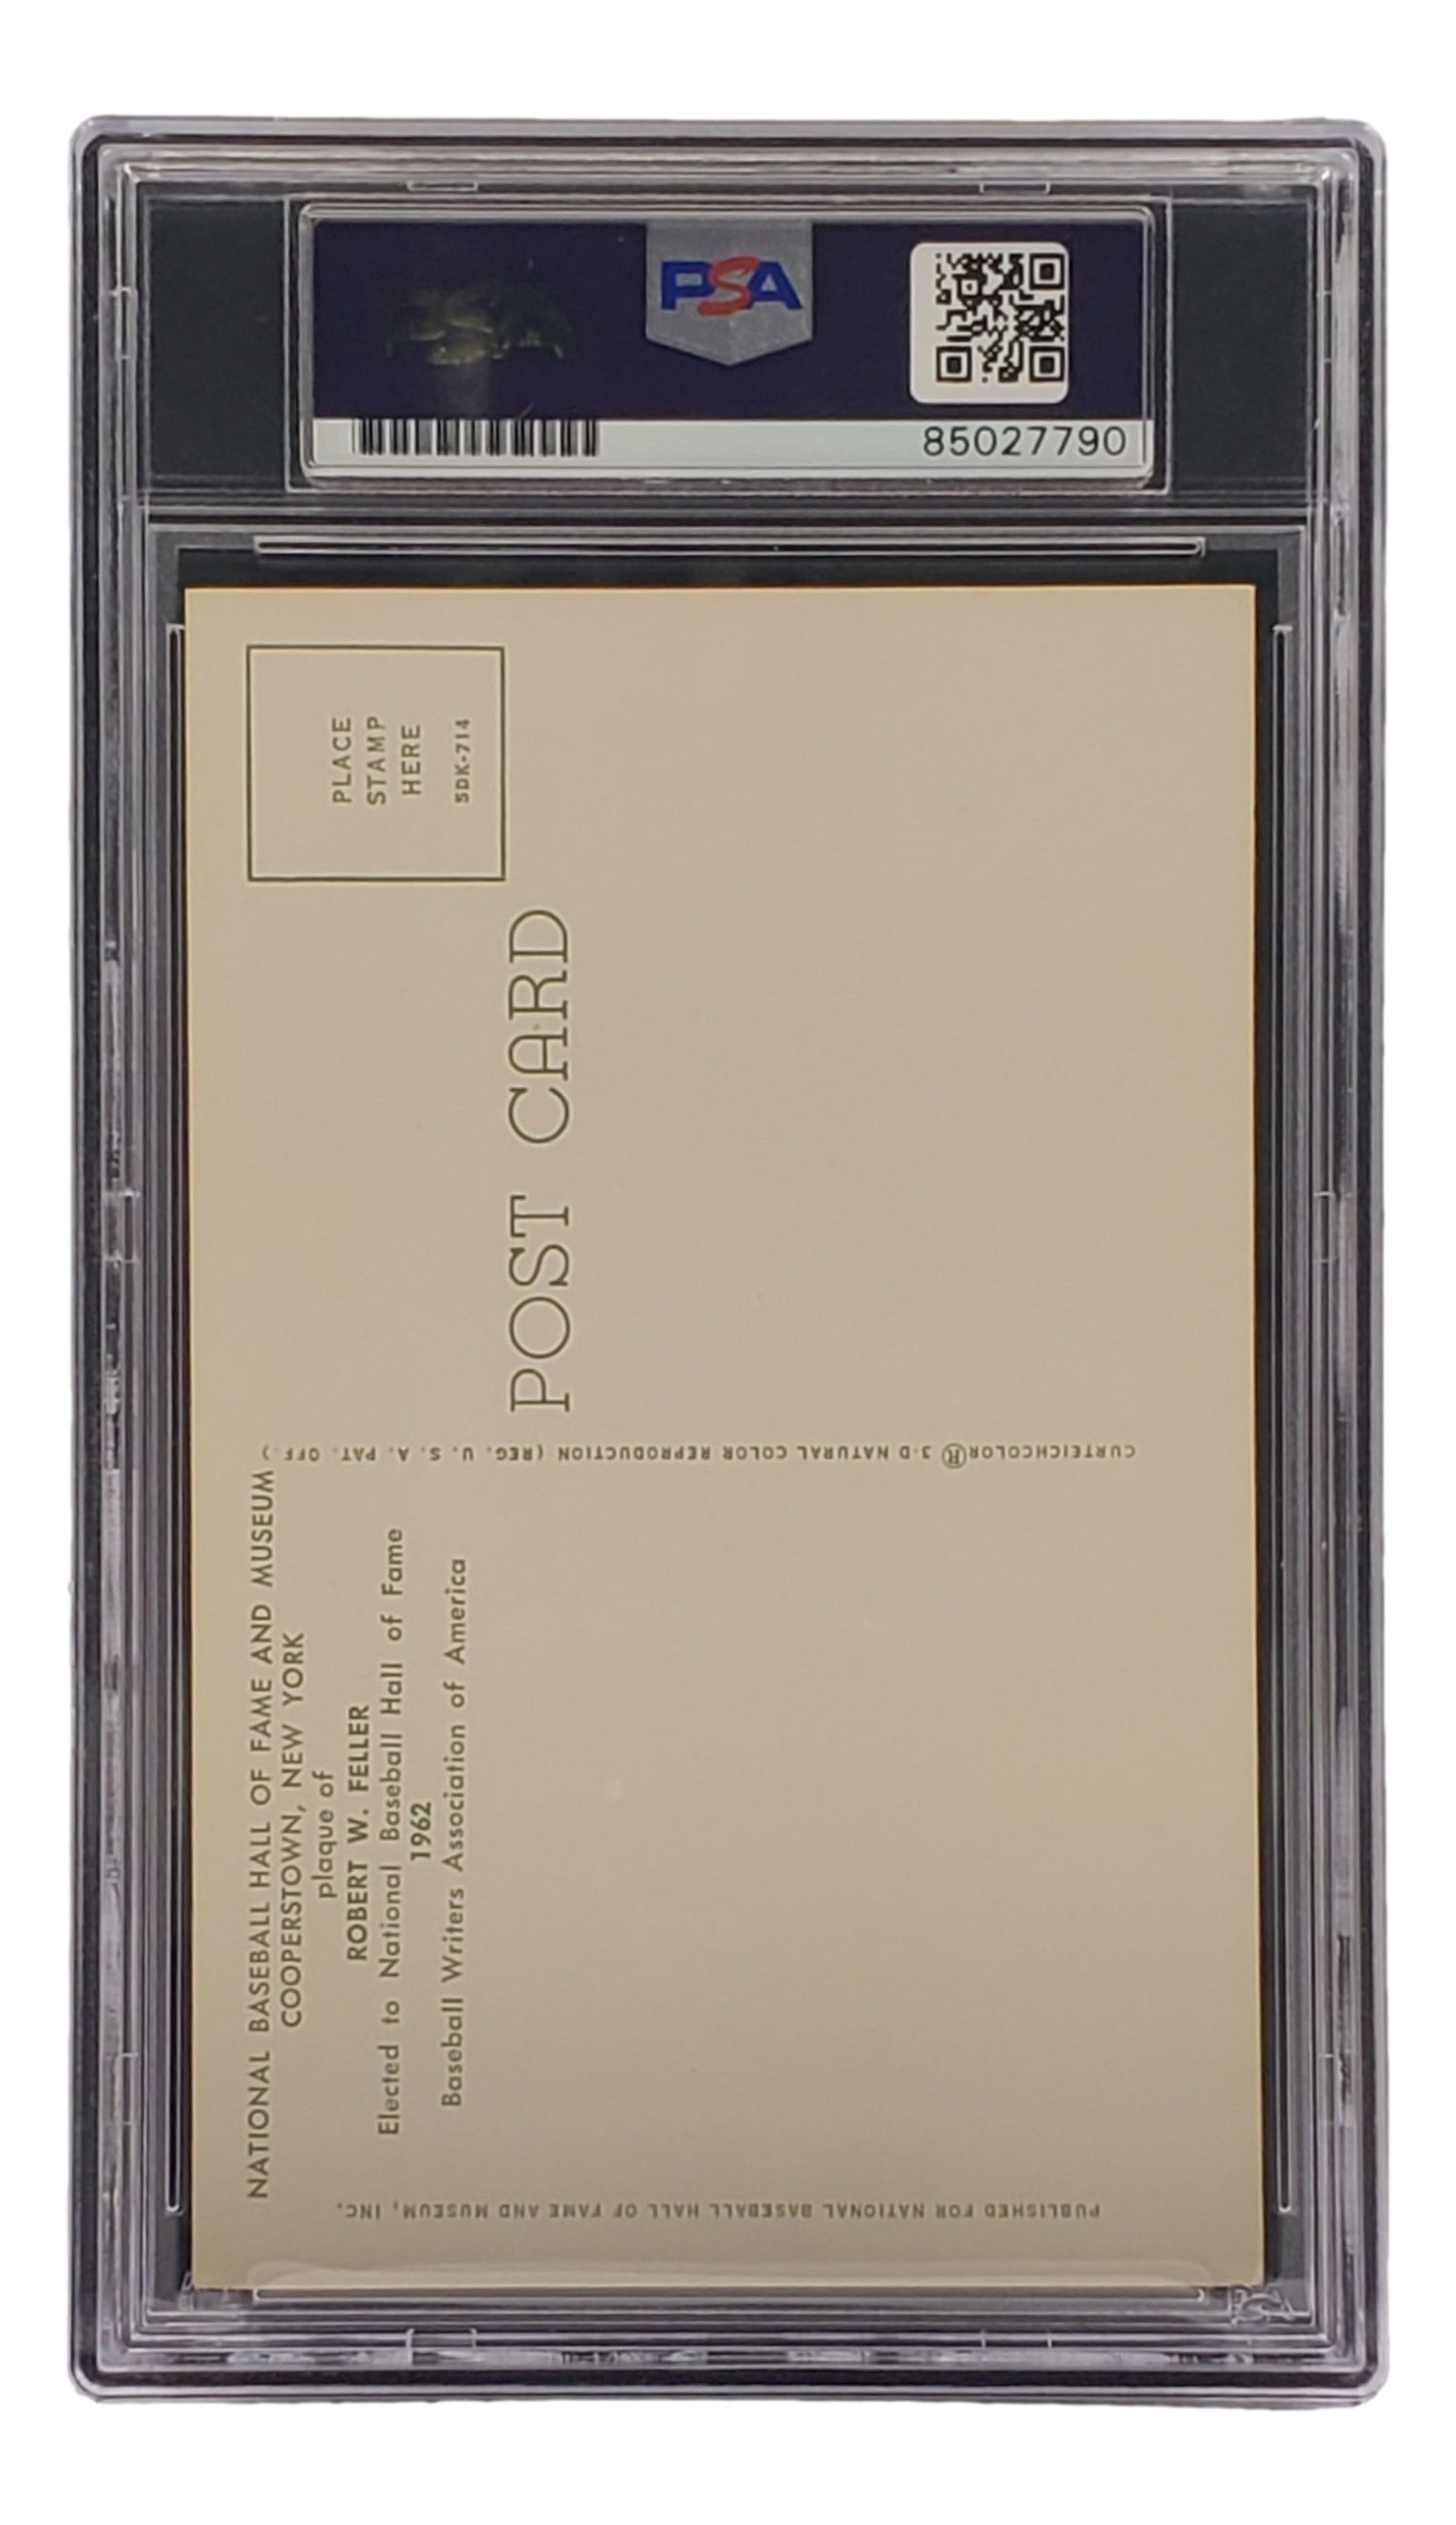 PSA
85027790
NATIONAL BASEBALL HALL OF FAME AND MUSEUM
COOPERSTOWN, NEW YORK
plaque of
ROBERT W. FELLER
Elected to National Baseball Hall of Fame
1962
Baseball Writers Association of America
PUBLISHED FOR NATIONAL BASEBALL HALL OF FAME AND MUSEUM, INC.
CURTEICHCOLOR® 3-D NATURAL COLOR REPRODUCTION (REG. U. S. A. PAT. OFF.)
POST CARD
PLACE
STAMP
HERE
5DK-714
PSA